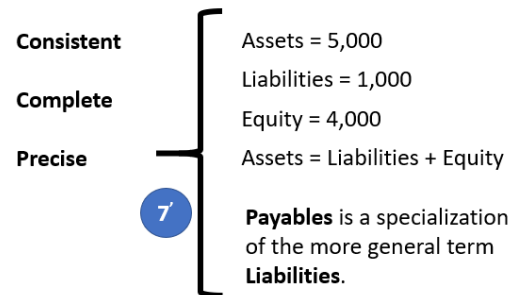 Consistent
Complete
Precise
7'
Assets = 5,000
Liabilities = 1,000
Equity = 4,000
Assets = Liabilities + Equity
Payables is a specialization
of the more general term
Liabilities.